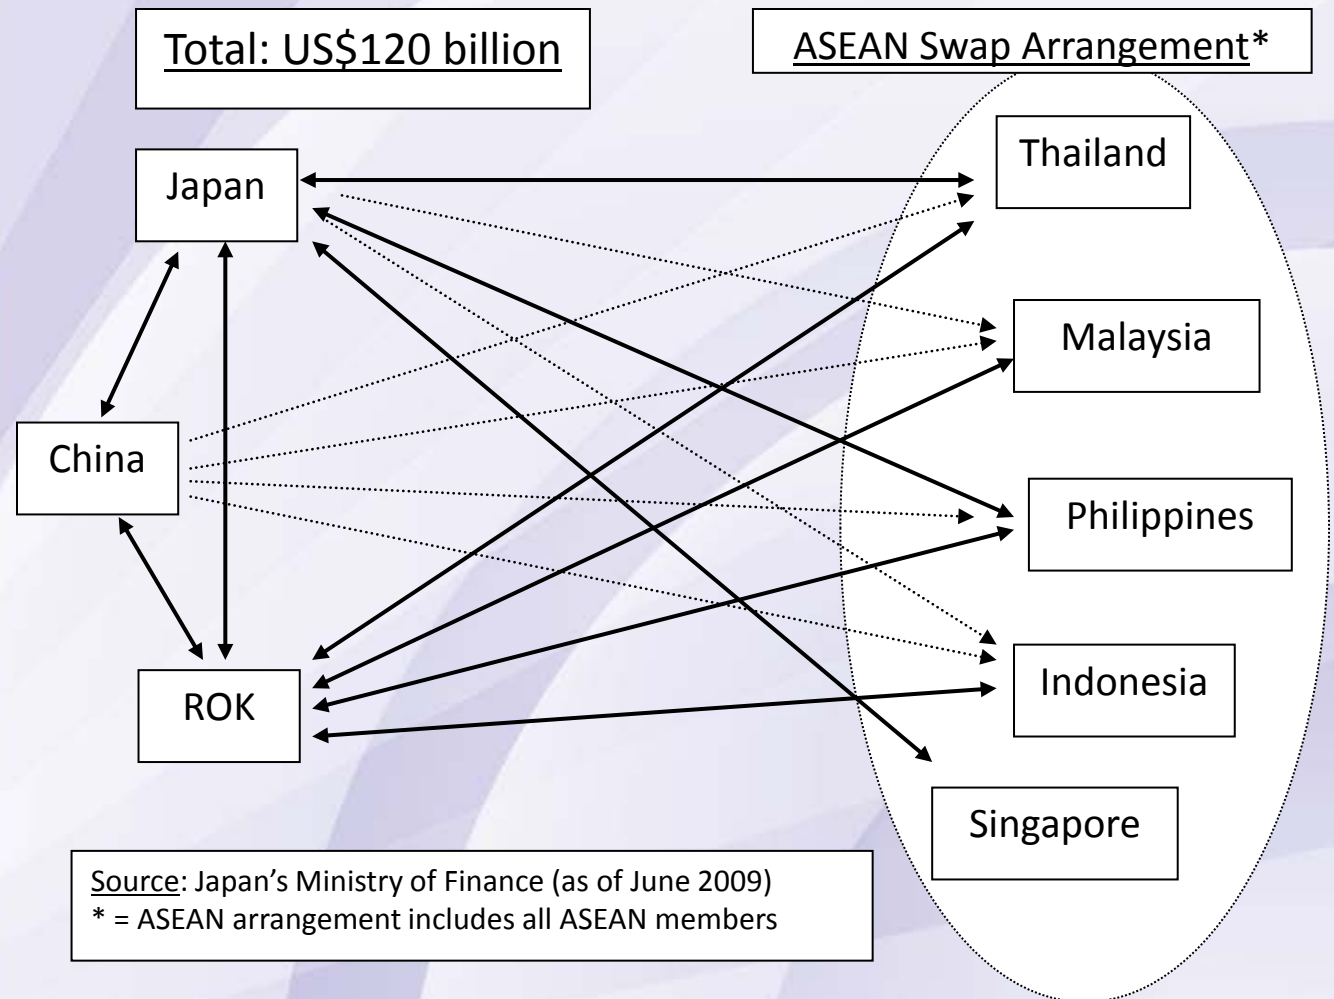 Total: US$120 billion
ASEAN Swap Arrangement*
Japan
Thailand
Malaysia
China
Philippines
ROK
Indonesia
Singapore
Source: Japan’s Ministry of Finance (as of June 2009)
* = ASEAN arrangement includes all ASEAN members